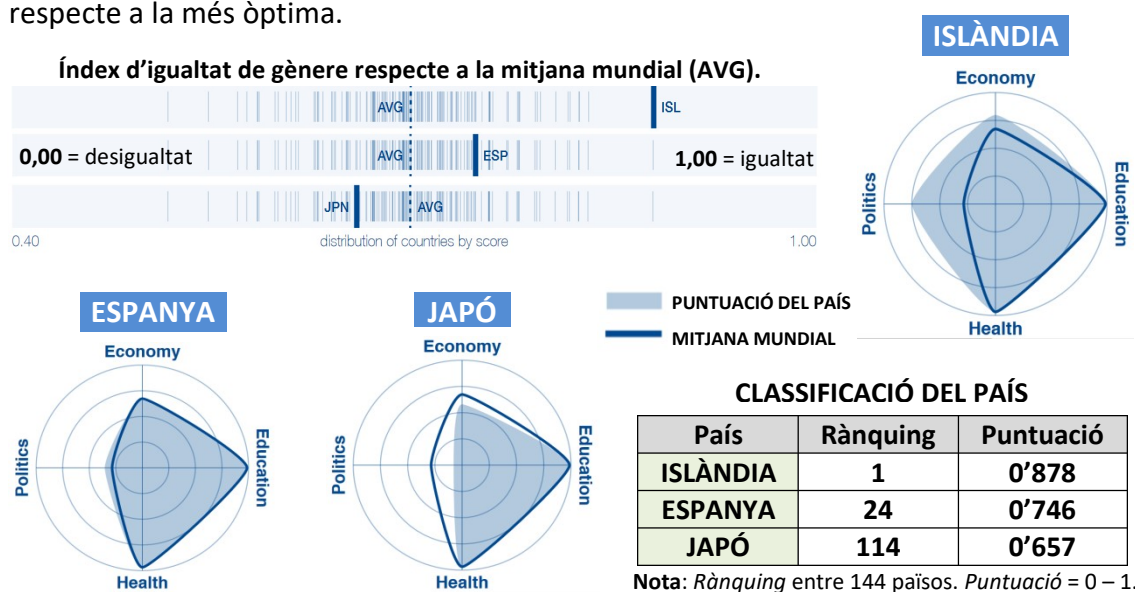 respecte a la més òptima.
ISLÀNDIA
Índex d’igualtat de gènere respecte a la mitjana mundial (AVG).
AVG
ISL
0,00 = desigualtat
AVG
ESP
1,00 = igualtat
JPN
AVG
0.40
distribution of countries by score
1.00
Economy
Politics
Education
Health
ESPANYA
Economy
Politics
Education
Health
JAPÓ
Economy
Politics
Education
Health
PUNTUACIÓ DEL PAÍS
MITJANA MUNDIAL
CLASSIFICACIÓ DEL PAÍS
País Rànquing Puntuació
ISLÀNDIA 1 0’878
ESPANYA 24 0’746
JAPÓ 114 0’657
Nota: Rànquing entre 144 països. Puntuació = 0 – 1.